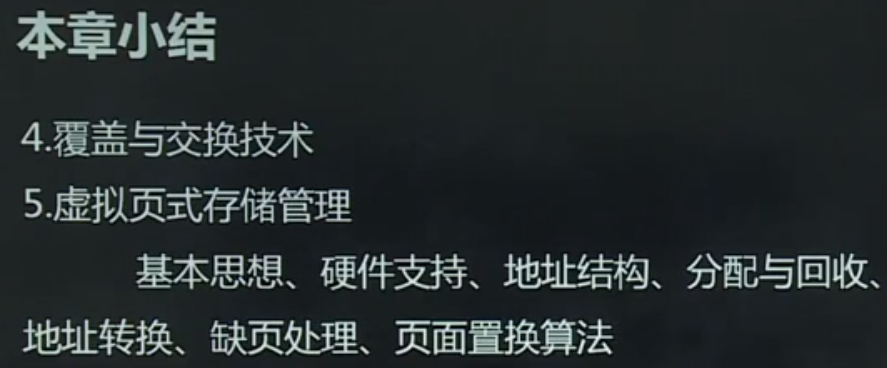 本章小结
4.覆盖与交换技术
5.虚拟页式存储管理
基本思想、硬件支持、地址结构、分配与回收、
地址转换、缺页处理、页面置换算法